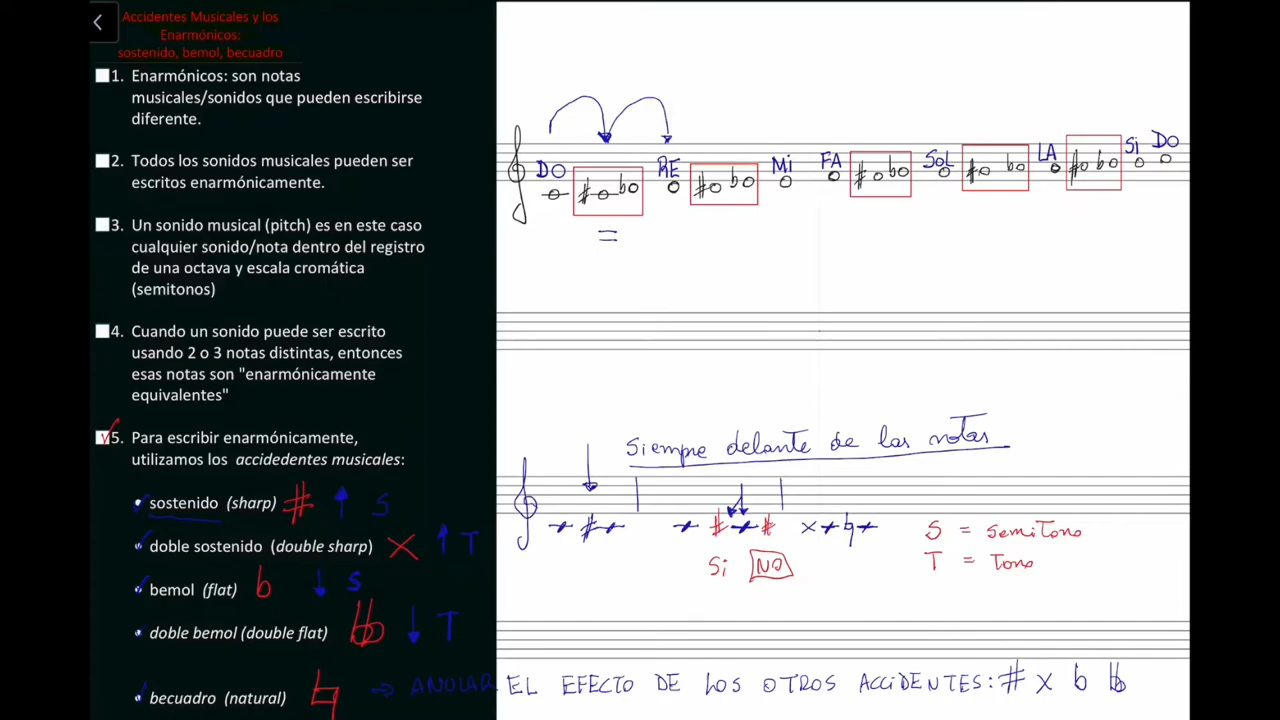 Accidentes Musicales y los
Enarmónicos:
sostenido, bemol, becuadro
1. Enarmónicos: son notas
musicales/sonidos que pueden escribirse
diferente.
2. Todos los sonidos musicales pueden ser
escritos enarmónicamente.
3. Un sonido musical (pitch) es en este caso
cualquier sonido/nota dentro del registro
de una octava y escala cromática
(semitonos)
4. Cuando un sonido puede ser escrito
usando 2 o 3 notas distintas, entonces
esas notas son "enarmónicamente
equivalentes"
5. Para escribir enarmónicamente,
utilizamos los accidedentes musicales:
sostenido (sharp) # ↑ S
doble sostenido (double sharp) x ↑ T
bemol (flat) b ↓ S
doble bemol (double flat) bb ↓ T
becuadro (natural) ♮ → ANULAR EL EFECTO DE LOS OTROS ACCIDENTES: # x b bb
DO RE Mi FA SOL LA Si DO
=
Siempre delante de las notas
Si NO
S = Semitono
T = Tono